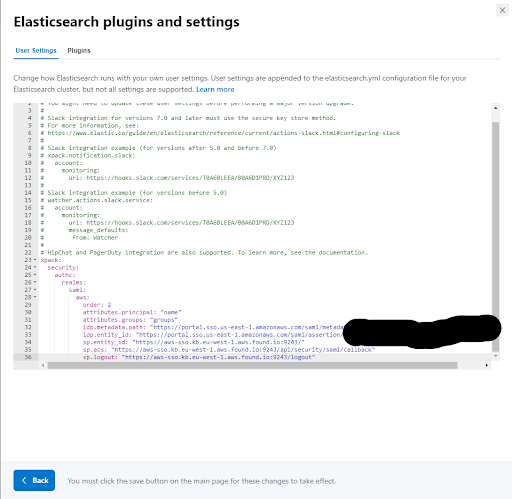 Elasticsearch plugins and settings
User Settings
Plugins
Change how Elasticsearch runs with your own user settings. User settings are appended to the elasticsearch.yml configuration file for your
Elasticsearch cluster, but not all settings are supported. Learn more
2 # You might need to update these user settings before performing a major version upgrade.
3 #
4 # Slack integration for versions 7.0 and later must use the secure key store method.
5 # For more information, see:
6 # https://www.elastic.co/guide/en/elasticsearch/reference/current/actions-slack.html#configuring-slack
7 #
8 # Slack integration example (for versions after 5.0 and before 7.0)
9 # xpack.notification.slack:
10 # account:
11 # monitoring:
12 # url: https://hooks.slack.com/services/T0A6BLEEA/B0A6D1PRD/XYZ123
13 #
14 # Slack integration example (for versions before 5.0)
15 # watcher.actions.slack.service:
16 # account:
17 # monitoring:
18 # url: https://hooks.slack.com/services/T0A6BLEEA/B0A6D1PRD/XYZ123
19 # message_defaults:
20 # from: Watcher
21 #
22 # HipChat and PagerDuty integration are also supported. To learn more, see the documentation.
23 xpack:
24 security:
25 authc:
26 realms:
27 saml:
28 aws:
29 order: 2
30 attributes.principal: "name"
31 attributes.groups: "groups"
32 idp.metadata.path: "https://portal.sso.us-east-1.amazonaws.com/saml/metada
33 idp.entity_id: "https://portal.sso.us-east-1.amazonaws.com/saml/assertion
34 sp.entity_id: "https://aws-sso.kb.eu-west-1.aws.found.io:9243/"
35 sp.acs: "https://aws-sso.kb.eu-west-1.aws.found.io:9243/api/security/saml/callback"
36 sp.logout: "https://aws-sso.kb.eu-west-1.aws.found.io:9243/logout"
Back
You must click the save button on the main page for these changes to take effect.